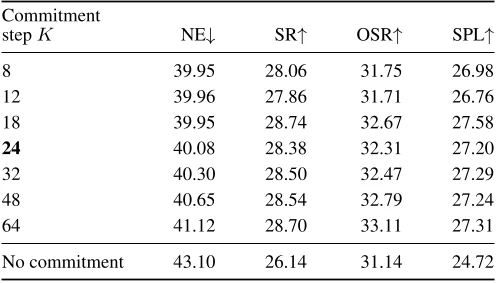 Commitment
step K NE↓ SR↑ OSR↑ SPL↑
8 39.95 28.06 31.75 26.98
12 39.96 27.86 31.71 26.76
18 39.95 28.74 32.67 27.58
24 40.08 28.38 32.31 27.20
32 40.30 28.50 32.47 27.29
48 40.65 28.54 32.79 27.24
64 41.12 28.70 33.11 27.31
No commitment 43.10 26.14 31.14 24.72